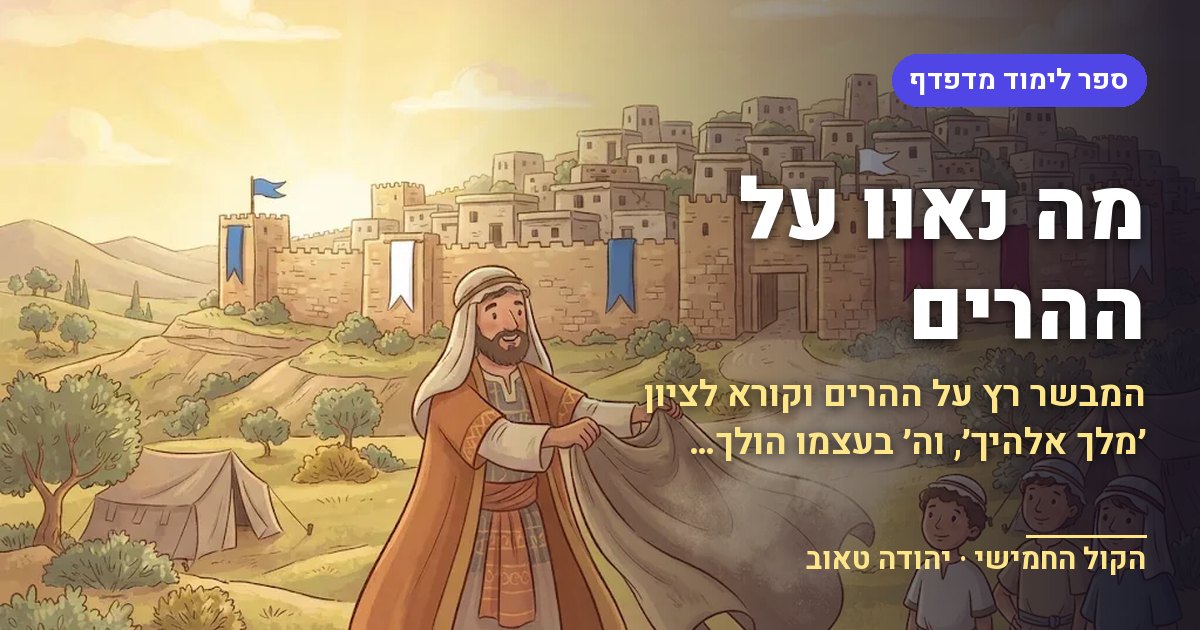 ספר לימוד מדפדף
מה נאוו על
ההרים
המבשר רץ על ההרים וקורא לציון
'מלך אלהיך', וה' בעצמו הולך...
הקול החמישי · יהודה טאוב